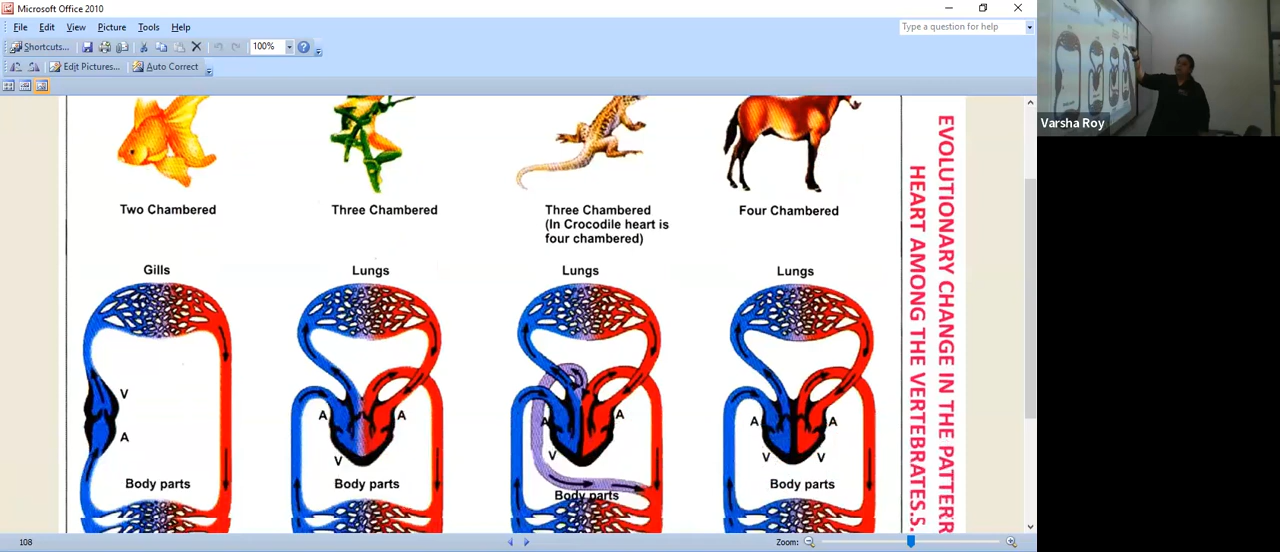 Microsoft Office 2010
File Edit View Picture Tools Help
Type a question for help
Shortcuts...
100%
Edit Pictures...
Auto Correct
Varsha Roy
Two Chambered
Three Chambered
Three Chambered
(In Crocodile heart is
four chambered)
Four Chambered
EVOLUTIONARY CHANGE IN THE PATTERR
HEART AMONG THE VERTEBRATES.S.
Gills
Lungs
Lungs
Lungs
V
A
A
A
V
A
A
V
A
A
V
V
Body parts
Body parts
Body parts
Body parts
108
Zoom: